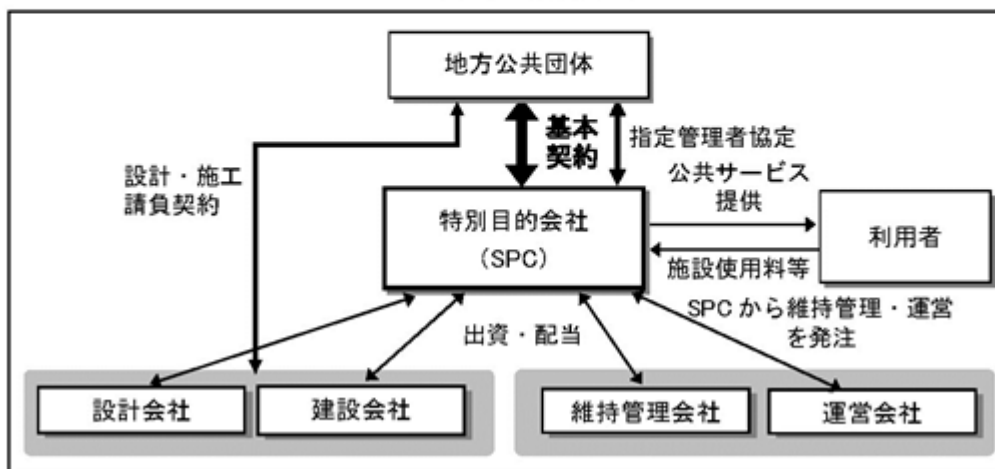 地方公共団体
基本
契約
指定管理者協定
設計・施工
請負契約
公共サービス
提供
特別目的会社
（SPC）
利用者
施設使用料等
SPCから維持管理・運営
を発注
出資・配当
設計会社
建設会社
維持管理会社
運営会社